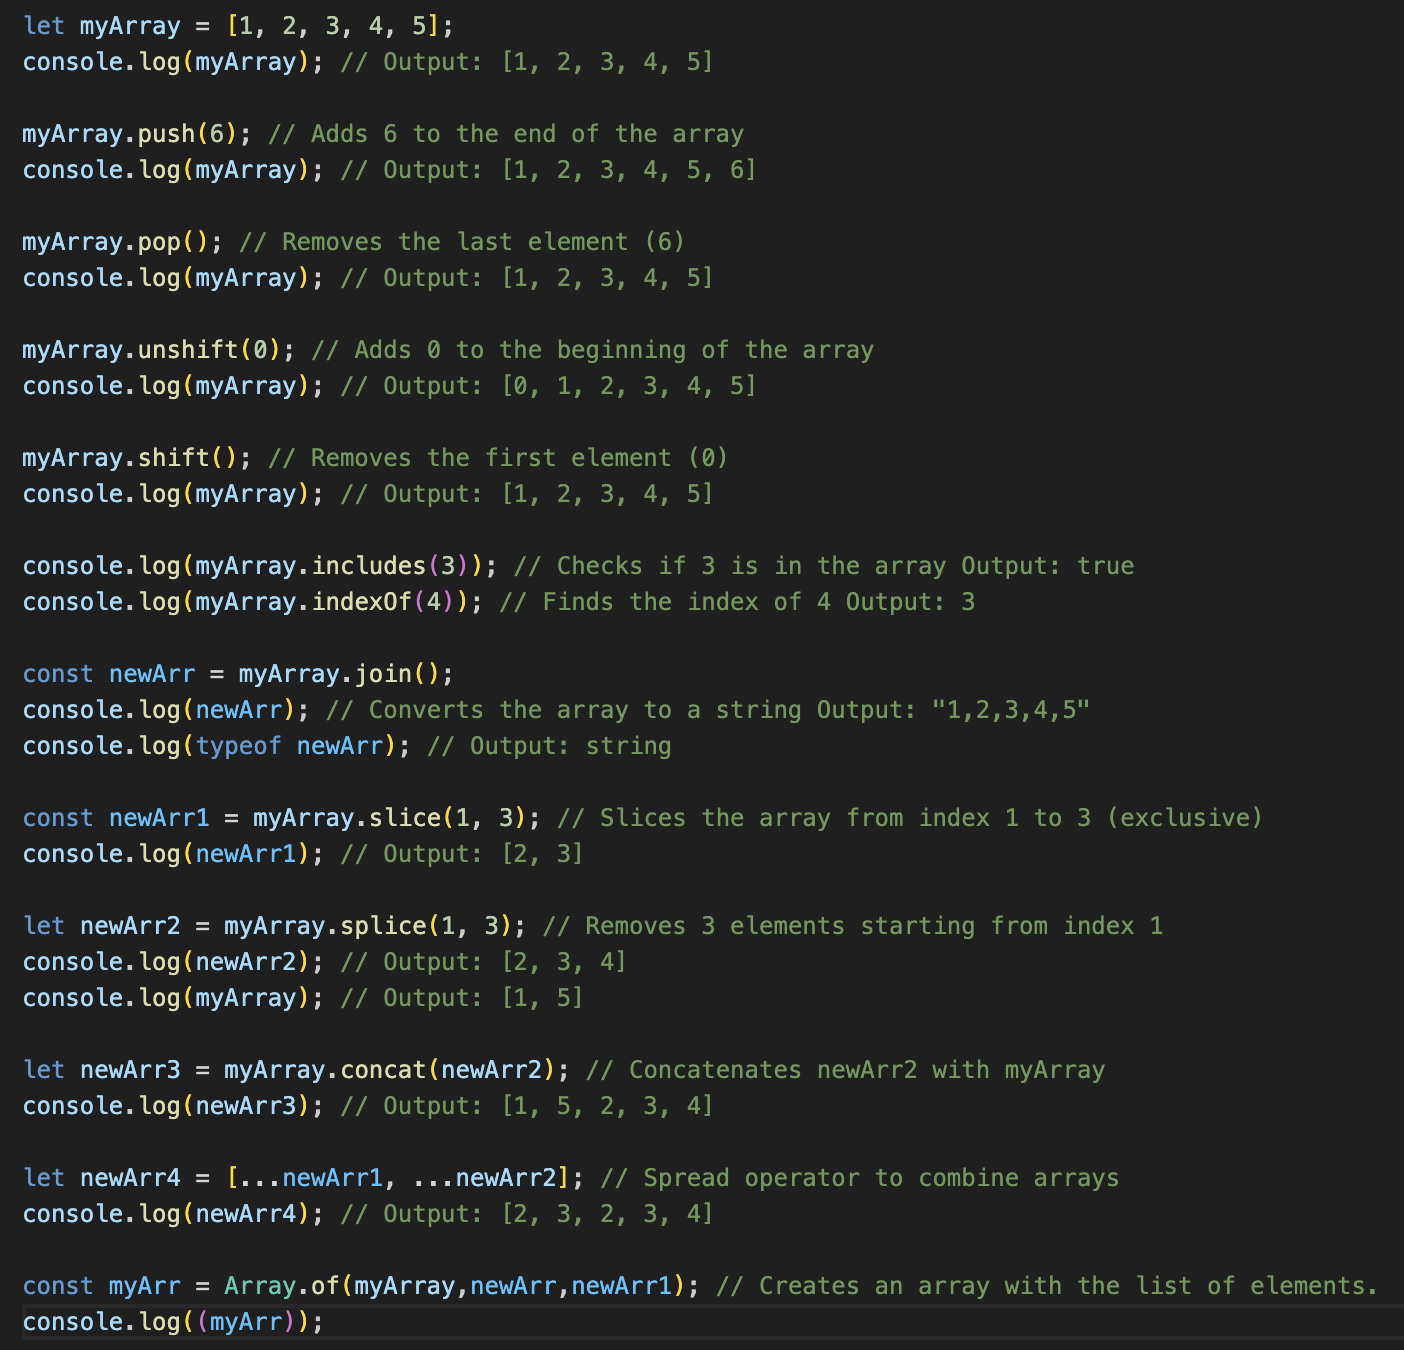 let myArray = [1, 2, 3, 4, 5];
console.log(myArray); // Output: [1, 2, 3, 4, 5]

myArray.push(6); // Adds 6 to the end of the array
console.log(myArray); // Output: [1, 2, 3, 4, 5, 6]

myArray.pop(); // Removes the last element (6)
console.log(myArray); // Output: [1, 2, 3, 4, 5]

myArray.unshift(0); // Adds 0 to the beginning of the array
console.log(myArray); // Output: [0, 1, 2, 3, 4, 5]

myArray.shift(); // Removes the first element (0)
console.log(myArray); // Output: [1, 2, 3, 4, 5]

console.log(myArray.includes(3)); // Checks if 3 is in the array Output: true
console.log(myArray.indexOf(4)); // Finds the index of 4 Output: 3

const newArr = myArray.join();
console.log(newArr); // Converts the array to a string Output: "1,2,3,4,5"
console.log(typeof newArr); // Output: string

const newArr1 = myArray.slice(1, 3); // Slices the array from index 1 to 3 (exclusive)
console.log(newArr1); // Output: [2, 3]

let newArr2 = myArray.splice(1, 3); // Removes 3 elements starting from index 1
console.log(newArr2); // Output: [2, 3, 4]
console.log(myArray); // Output: [1, 5]

let newArr3 = myArray.concat(newArr2); // Concatenates newArr2 with myArray
console.log(newArr3); // Output: [1, 5, 2, 3, 4]

let newArr4 = [...newArr1, ...newArr2]; // Spread operator to combine arrays
console.log(newArr4); // Output: [2, 3, 2, 3, 4]

const myArr = Array.of(myArray,newArr,newArr1); // Creates an array with the list of elements.
console.log((myArr));